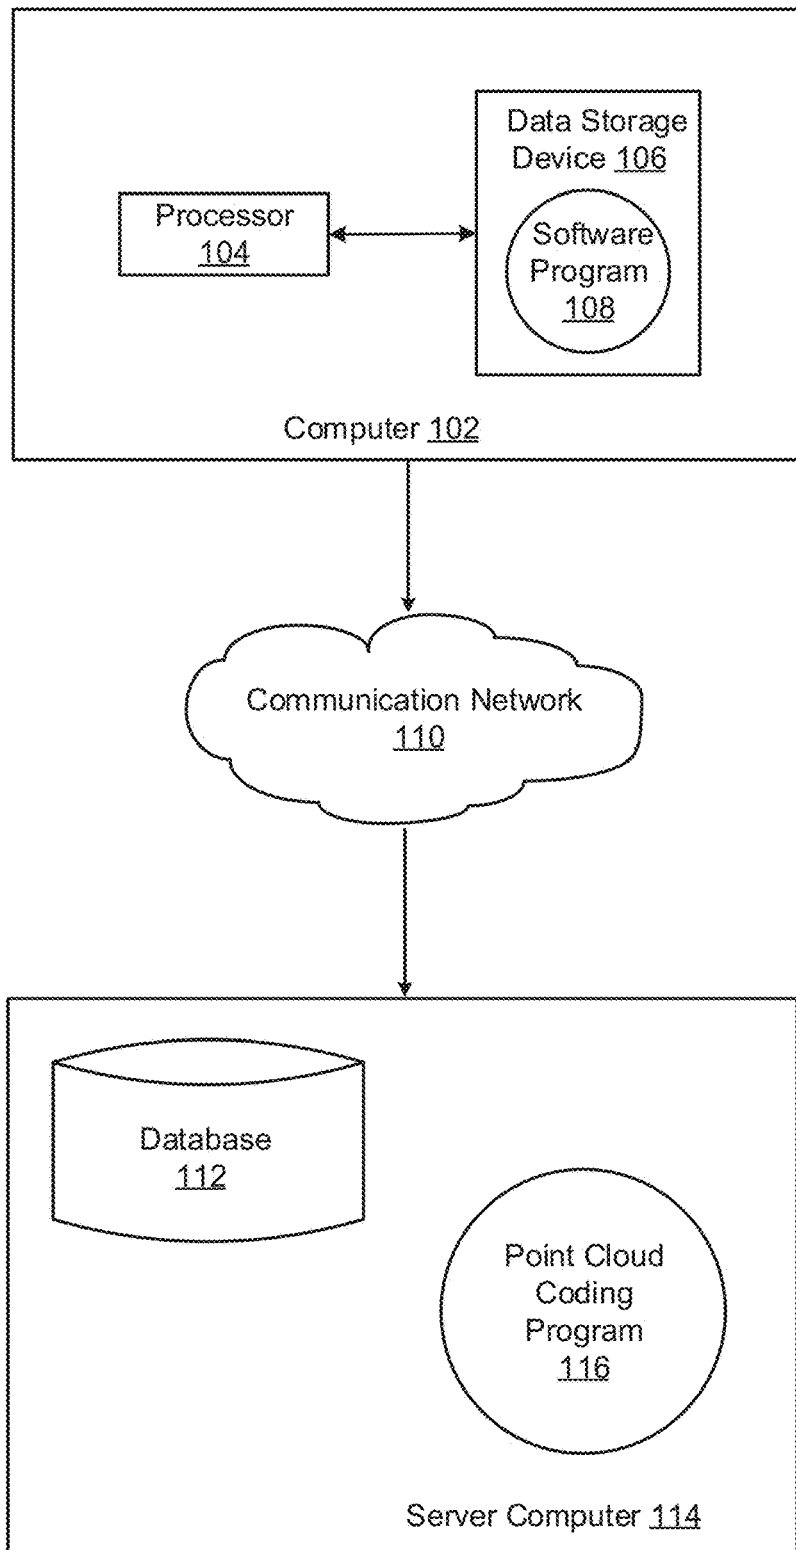 Data Storage
Device 106
Processor
104
Software
Program
108
Computer 102
Communication Network
110
Database
112
Point Cloud
Coding
Program
116
Server Computer 114